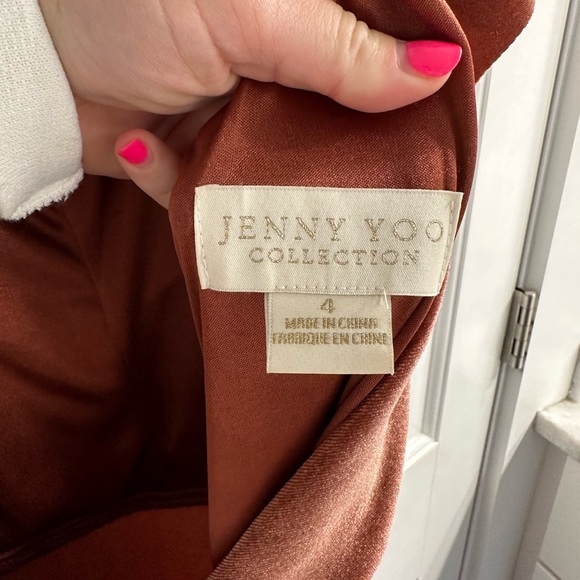 JENNY YOO
COLLECTION
4
MADE IN CHINA
FABRIQUE EN CHINE